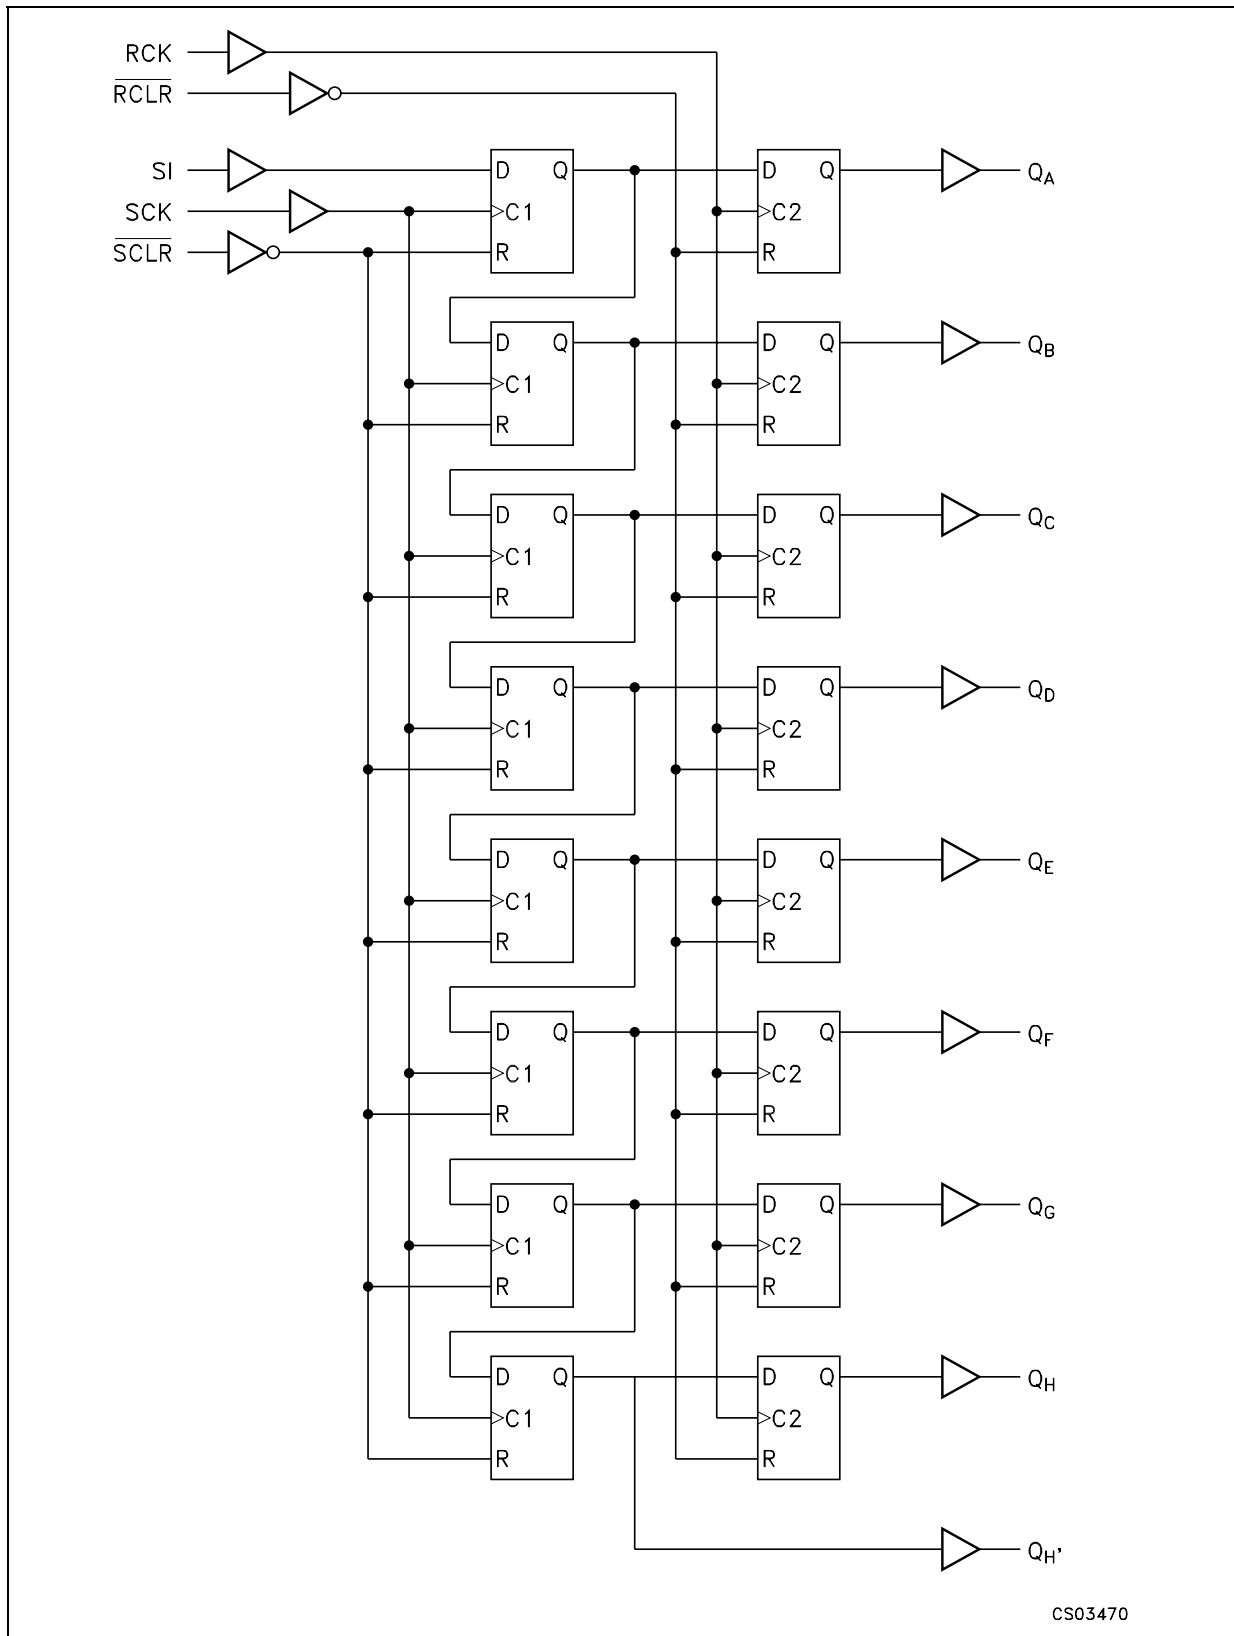 RCK
RCLR
SI
SCK
SCLR
D Q D Q QA
C1 C2
R R
D Q D Q QB
C1 C2
R R
D Q D Q QC
C1 C2
R R
D Q D Q QD
C1 C2
R R
D Q D Q QE
C1 C2
R R
D Q D Q QF
C1 C2
R R
D Q D Q QG
C1 C2
R R
D Q D Q QH
C1 C2
R R
QH'
CS03470